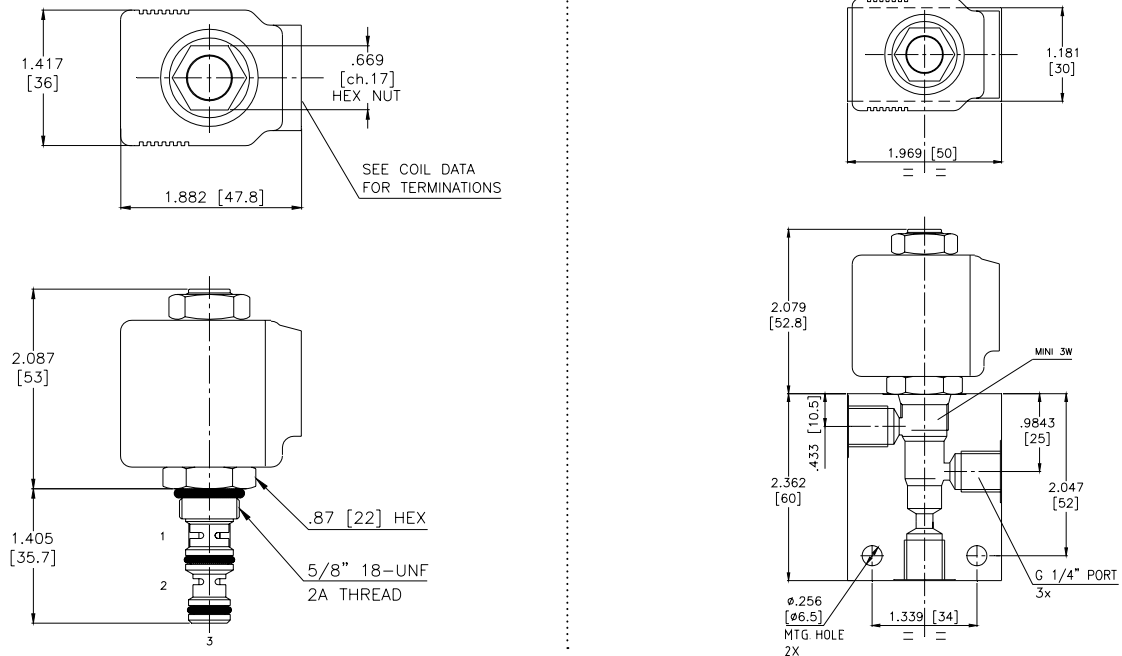 1.417
[36]
.669
[ch.17]
HEX NUT
SEE COIL DATA
FOR TERMINATIONS
1.882 [47.8]
2.087
[53]
1.405
[35.7]
1
2
3
.87 [22] HEX
5/8" 18-UNF
2A THREAD
1.181
[30]
1.969 [50]
2.079
[52.8]
MINI 3W
.433 [10.5]
.9843
[25]
2.362
[60]
2.047
[52]
G 1/4" PORT
3x
ø.256
[ø6.5]
MTG. HOLE
2X
1.339 [34]